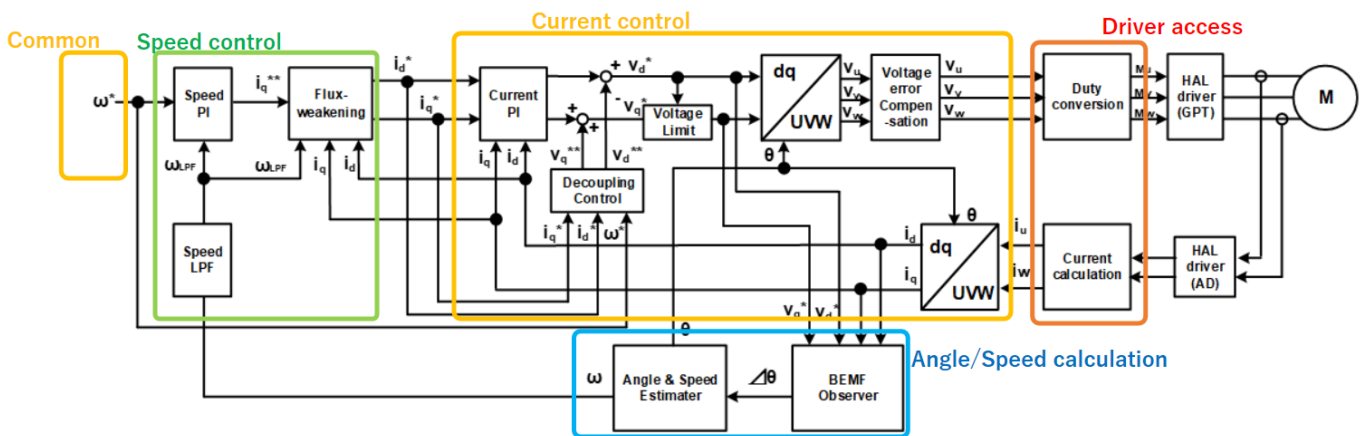 Common
Speed control
Current control
Driver access
ω*
Speed
PI
iq**
Flux-
weakening
id*
iq*
Current
PI
+
vd*
+
-
+
vq*
Voltage
Limit
dq
UVW
Vu
Vv
Vw
Voltage
error
Compen
-sation
Vu
Vv
Vw
Duty
conversion
Mu
Mv
Mw
HAL
driver
(GPT)
M
ωLPF
ωLPF
iq
id
iq
id
vq**
vd**
θ
Decoupling
Control
Speed
LPF
iq*
id*
ω*
id
iq
dq
UVW
θ
iu
iw
Current
calculation
HAL
driver
(AD)
θ
vq*
vd*
Angle/Speed calculation
ω
Angle & Speed
Estimater
Δθ
BEMF
Observer